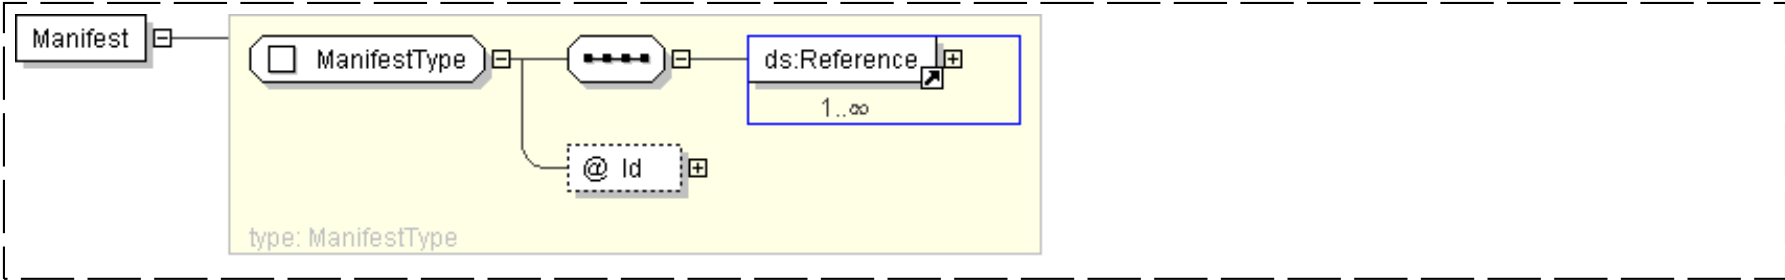 Manifest
ManifestType
ds:Reference
1..∞
@ Id
type: ManifestType